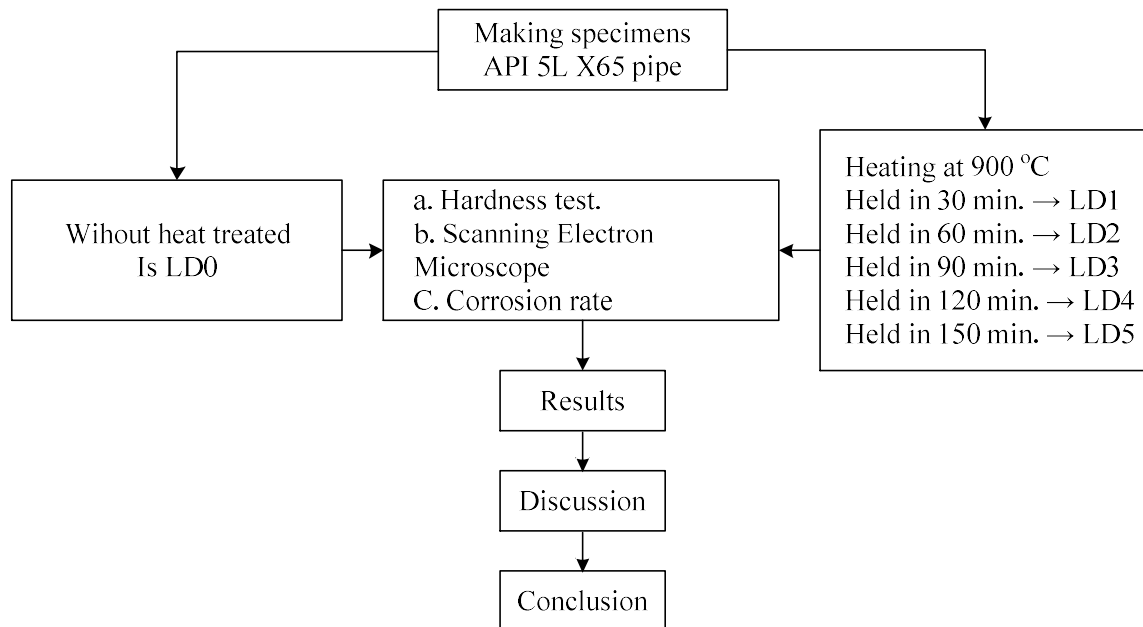 Making specimens
API 5L X65 pipe
Wihout heat treated
Is LD0
a. Hardness test.
b. Scanning Electron
Microscope
C. Corrosion rate
Heating at 900 °C
Held in 30 min. → LD1
Held in 60 min. → LD2
Held in 90 min. → LD3
Held in 120 min. → LD4
Held in 150 min. → LD5
Results
Discussion
Conclusion